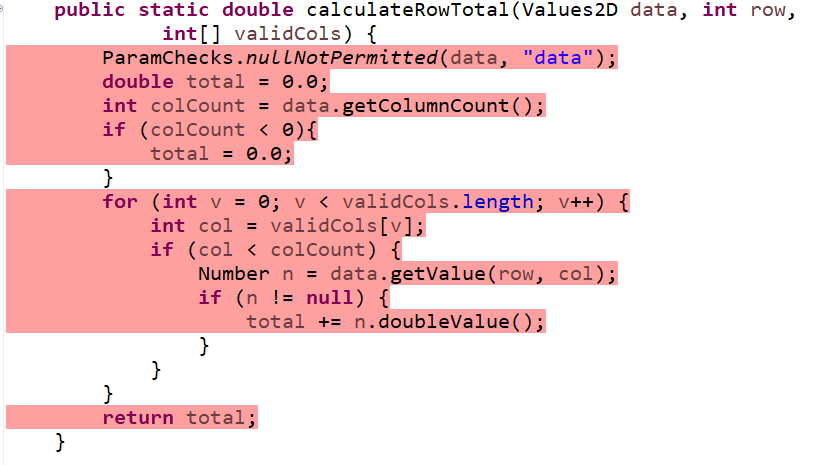 public static double calculateRowTotal(Values2D data, int row,
int[] validCols) {
ParamChecks.nullNotPermitted(data, "data");
double total = 0.0;
int colCount = data.getColumnCount();
if (colCount < 0){
total = 0.0;
}
for (int v = 0; v < validCols.length; v++) {
int col = validCols[v];
if (col < colCount) {
Number n = data.getValue(row, col);
if (n != null) {
total += n.doubleValue();
}
}
}
return total;
}